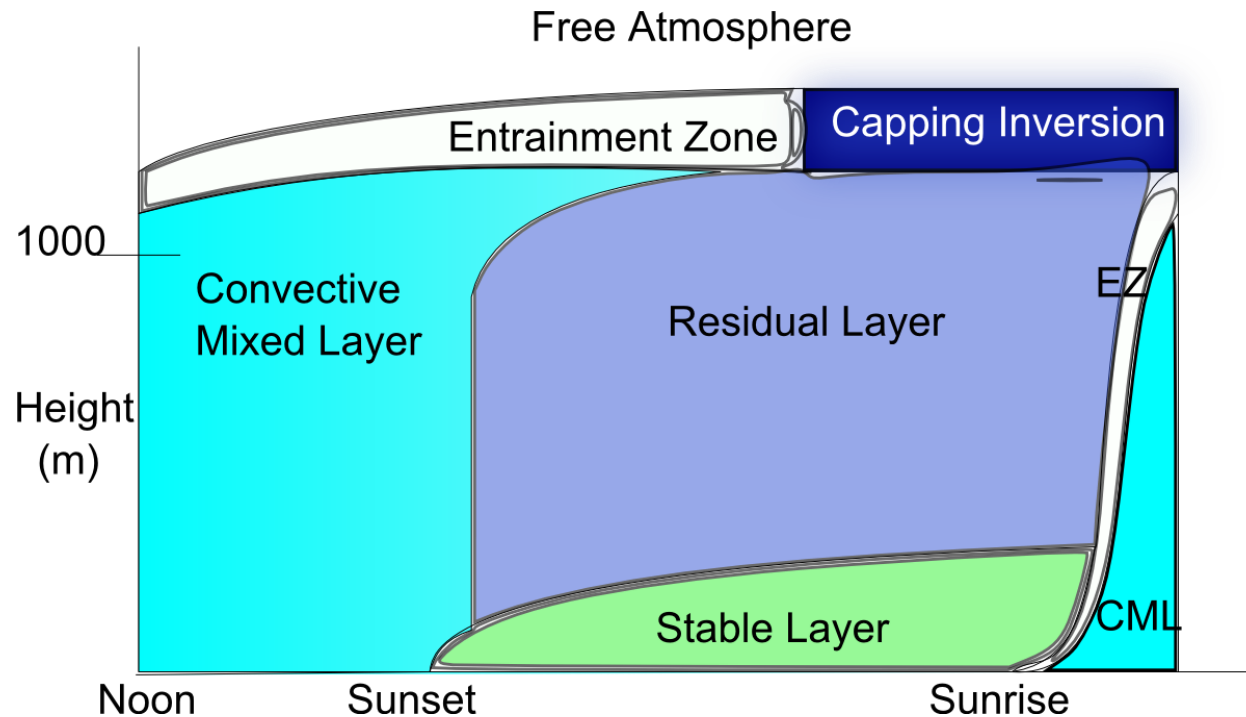 Free Atmosphere
Entrainment Zone
Capping Inversion
1000
Convective
Mixed Layer
EZ
Residual Layer
Height
(m)
CML
Stable Layer
Noon
Sunset
Sunrise